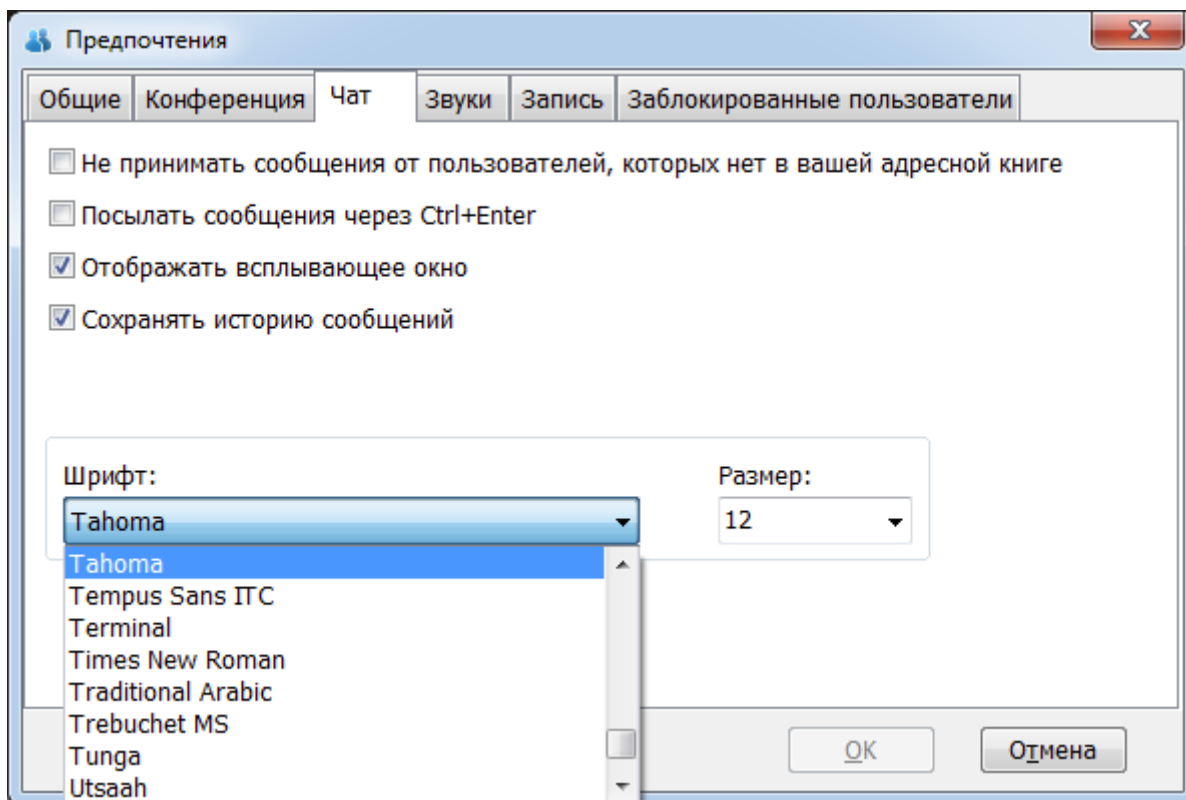 Предпочтения
Общие Конференция Чат Звуки Запись Заблокированные пользователи
Не принимать сообщения от пользователей, которых нет в вашей адресной книге
Посылать сообщения через Ctrl+Enter
Отображать всплывающее окно
Сохранять историю сообщений
Шрифт: Размер:
Tahoma 12
Tahoma
Tempus Sans ITC
Terminal
Times New Roman
Traditional Arabic
Trebuchet MS
Tunga
OK Отмена
Utsaah